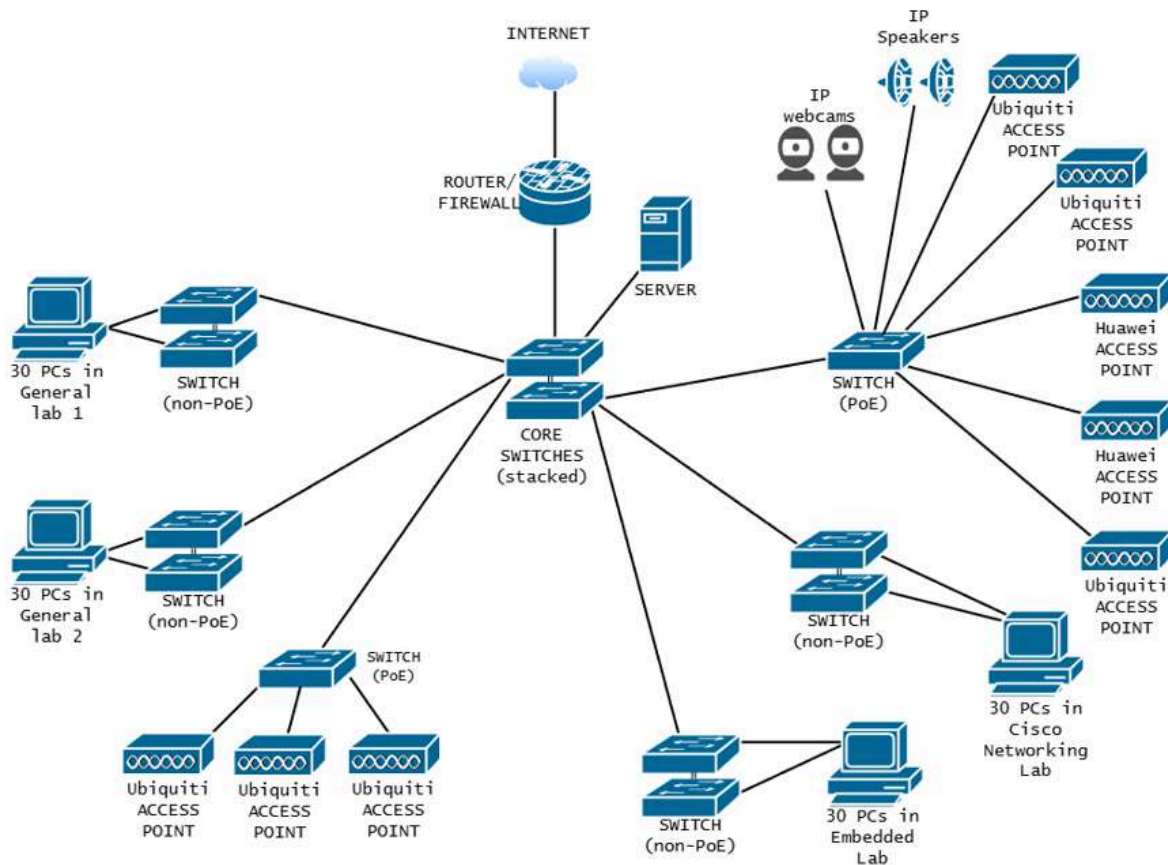 INTERNET
IP
Speakers
IP
webcams
Ubiquiti
ACCESS
POINT
ROUTER/
FIREWALL
Ubiquiti
ACCESS
POINT
SERVER
30 PCs in
General
lab 1
SWITCH
(non-PoE)
CORE
SWITCHES
(stacked)
SWITCH
(PoE)
Huawei
ACCESS
POINT
Huawei
ACCESS
POINT
30 PCs in
General
lab 2
SWITCH
(non-PoE)
Ubiquiti
ACCESS
POINT
SWITCH
(non-PoE)
SWITCH
(PoE)
30 PCs in
Cisco
Networking
Lab
Ubiquiti
ACCESS
POINT
Ubiquiti
ACCESS
POINT
Ubiquiti
ACCESS
POINT
SWITCH
(non-PoE)
30 PCs in
Embedded
Lab